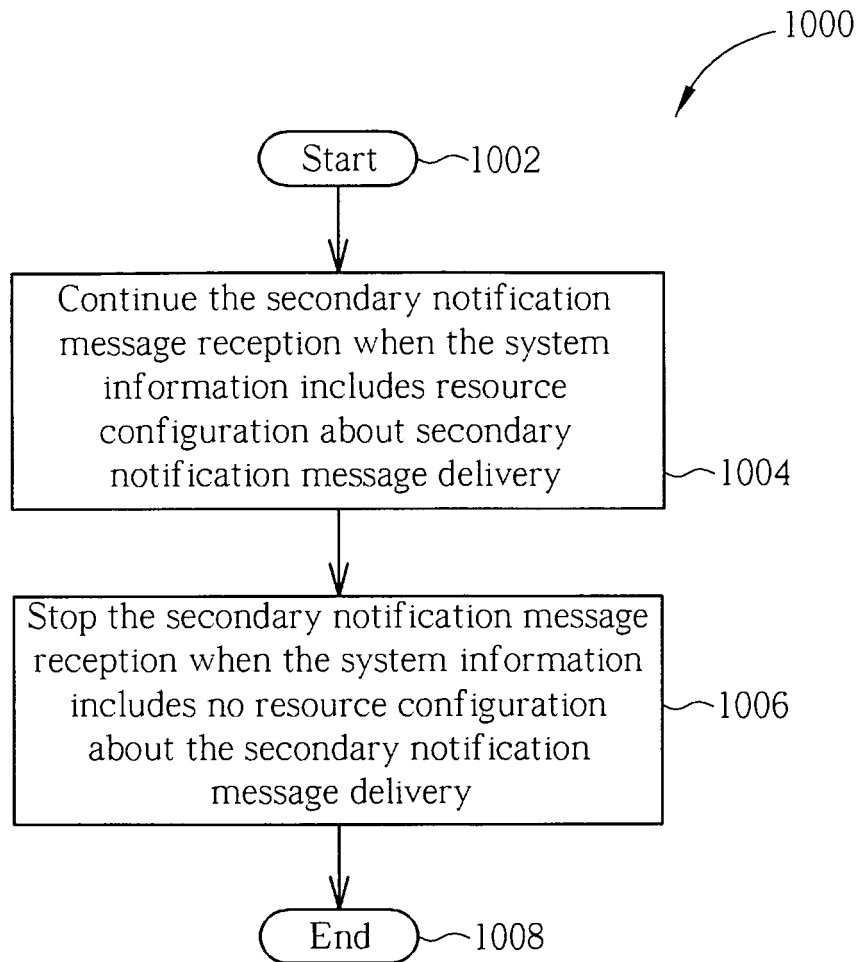 1000
Start
1002
Continue the secondary notification
message reception when the system
information includes resource
configuration about secondary
notification message delivery
1004
Stop the secondary notification message
reception when the system information
includes no resource configuration
about the secondary notification
message delivery
1006
End
1008